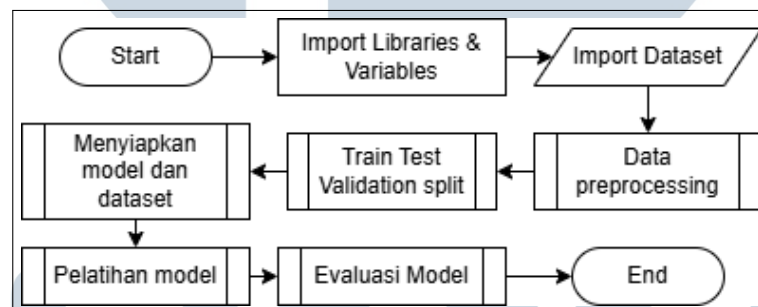 Start
Import Libraries &
Variables
Import Dataset
Data
preprocessing
Train Test
Validation split
Menyiapkan
model dan
dataset
Pelatihan model
Evaluasi Model
End